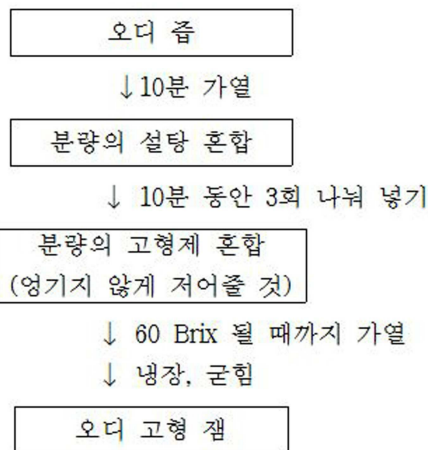 오디 즙
↓10분 가열
분량의 설탕 혼합
↓ 10분 동안 3회 나눠 넣기
분량의 고형제 혼합
(엉기지 않게 저어줄 것)
↓ 60 Brix 될 때까지 가열
↓ 냉장, 굳힘
오디 고형 잼